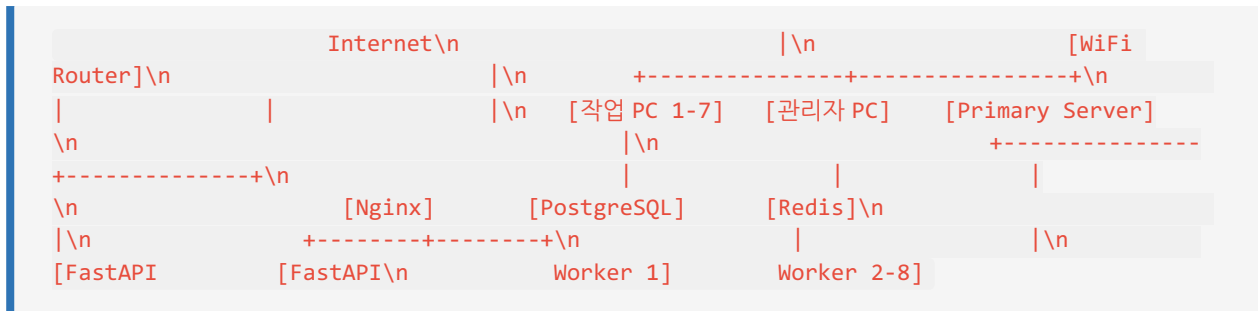 Internet\n                        |\n                     [WiFi
Router]\n                        |\n        +---------------+----------------+\n
|               |                |\n   [작업 PC 1-7]   [관리자 PC]    [Primary Server]
\n                                         |\n                         +---------------
+--------------+\n                         |               |              |
\n                    [Nginx]       [PostgreSQL]      [Redis]\n
|\n                +--------+--------+\n                |                 |\n
[FastAPI         [FastAPI\n             Worker 1]        Worker 2-8]